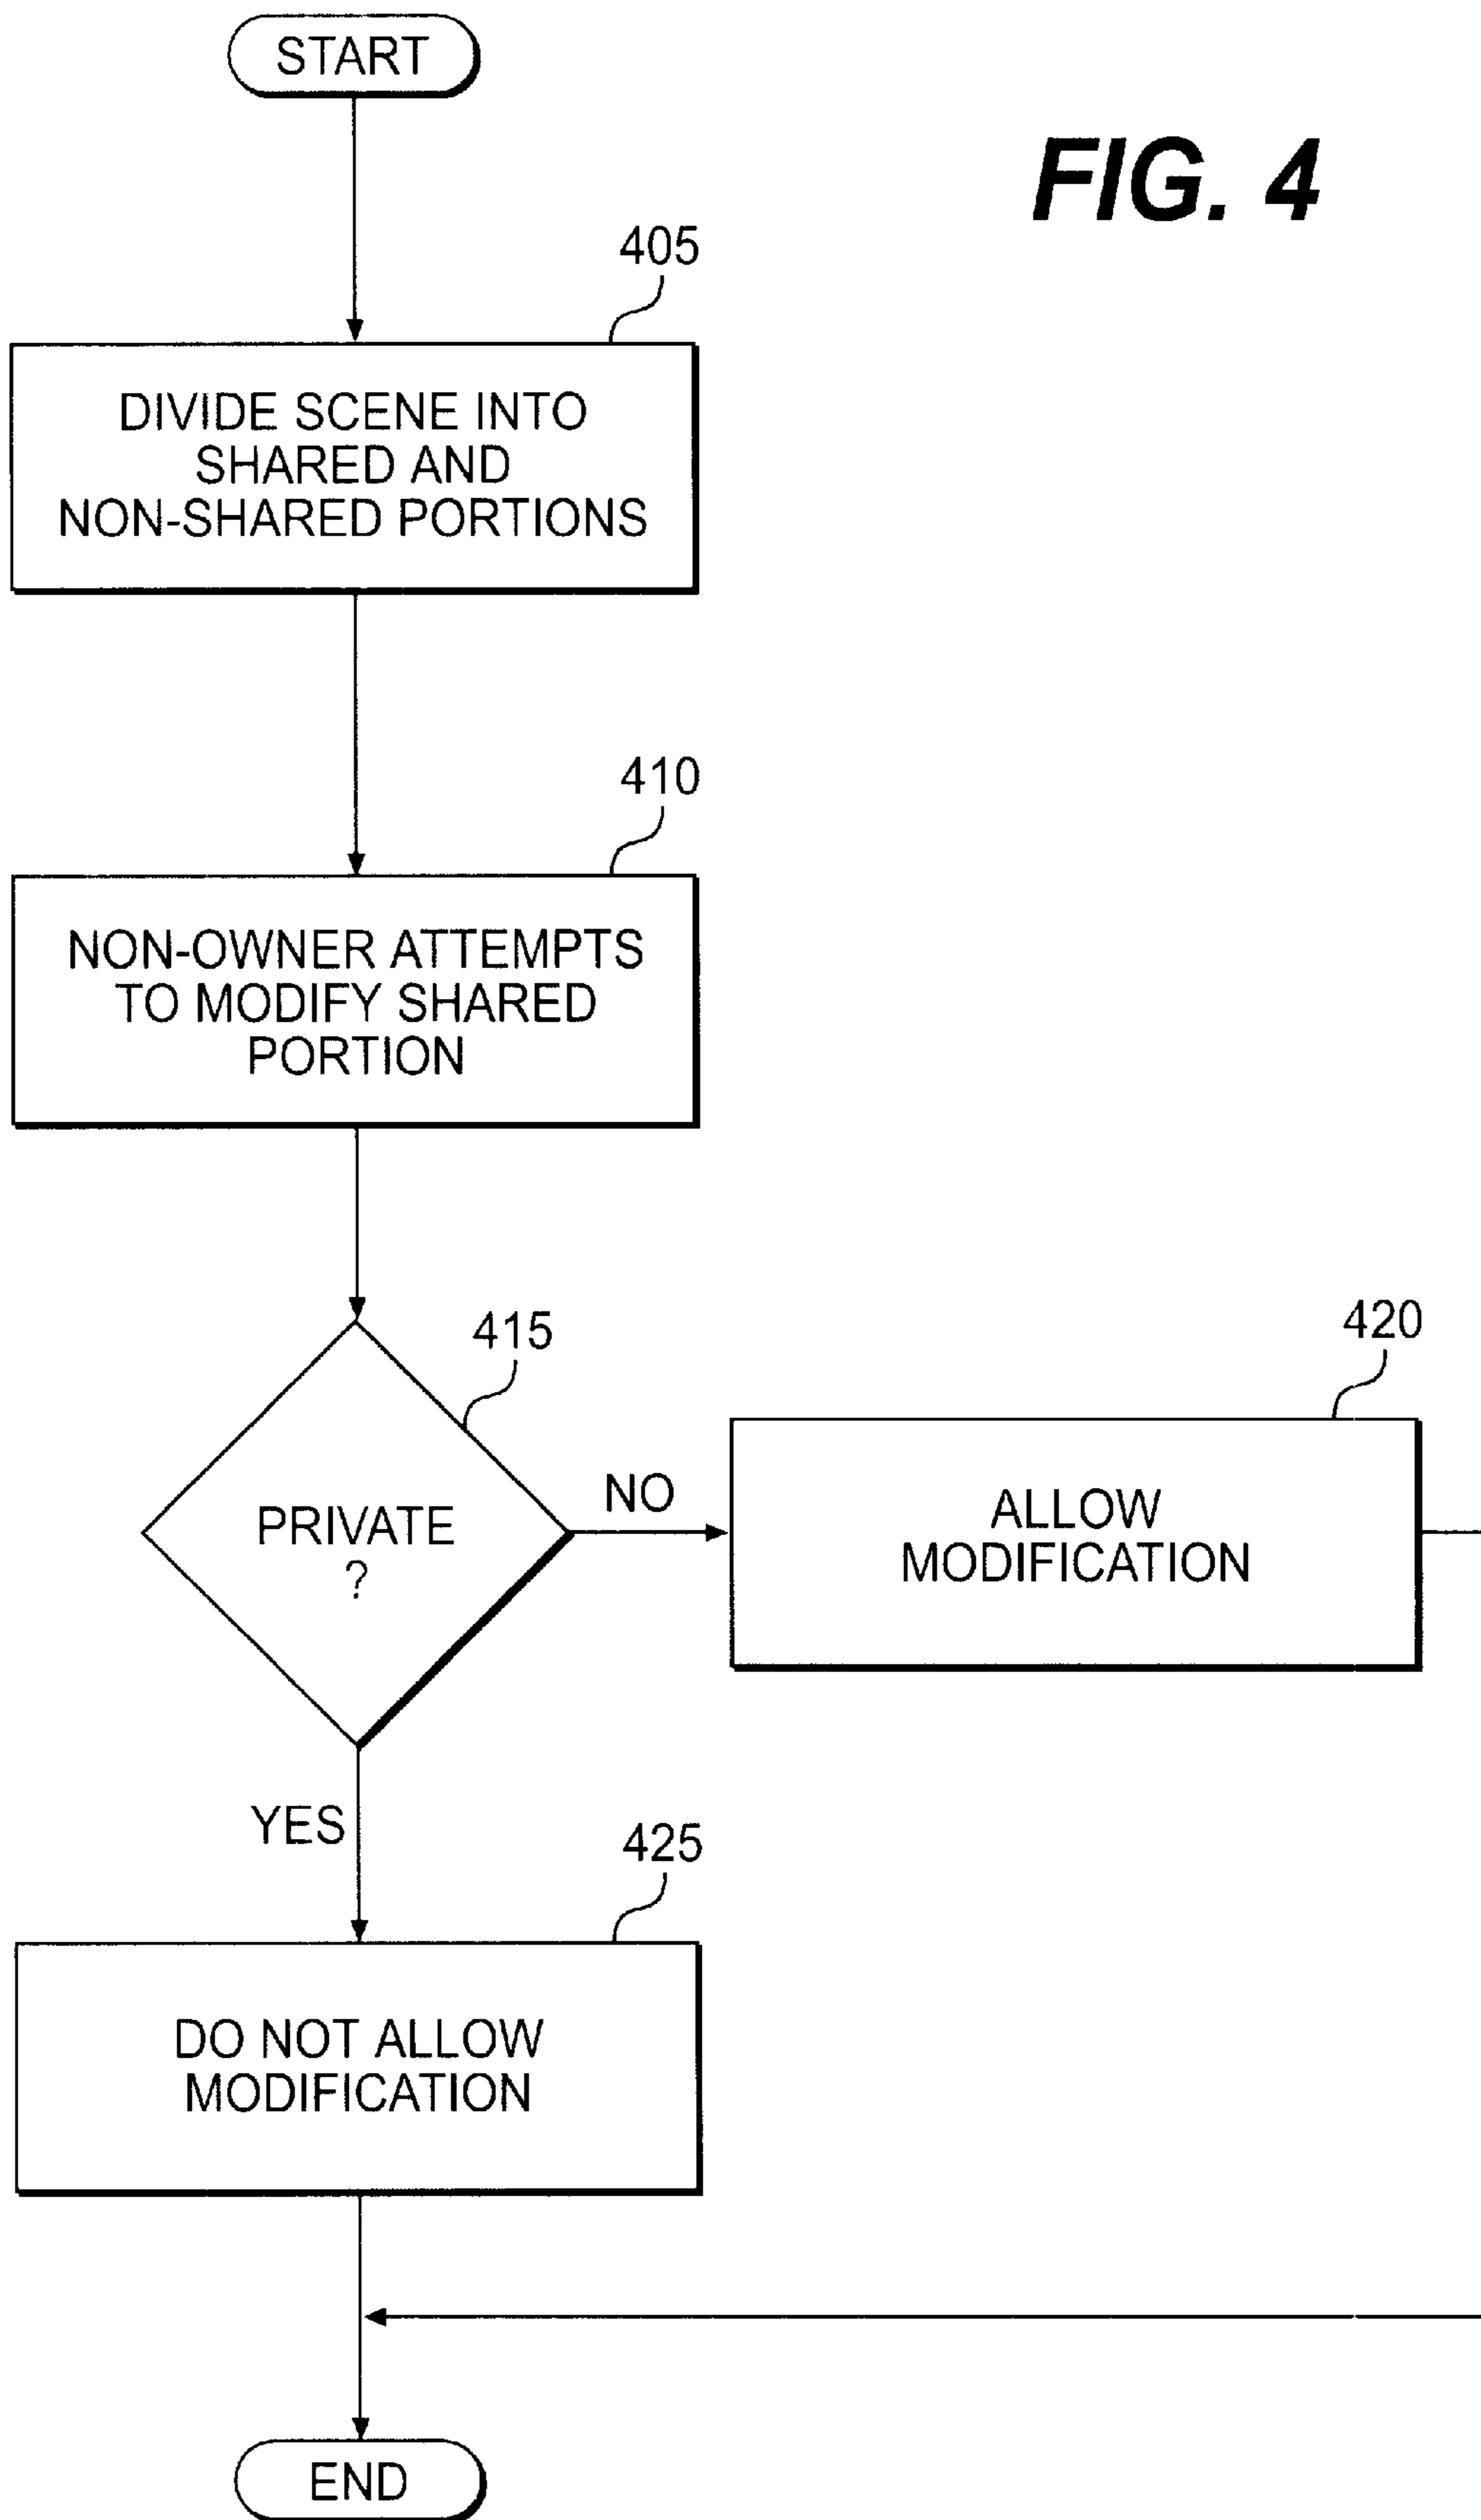 START
FIG. 4
405
DIVIDE SCENE INTO
SHARED AND
NON-SHARED PORTIONS
410
NON-OWNER ATTEMPTS
TO MODIFY SHARED
PORTION
415
PRIVATE
?
NO
420
ALLOW
MODIFICATION
YES
425
DO NOT ALLOW
MODIFICATION
END